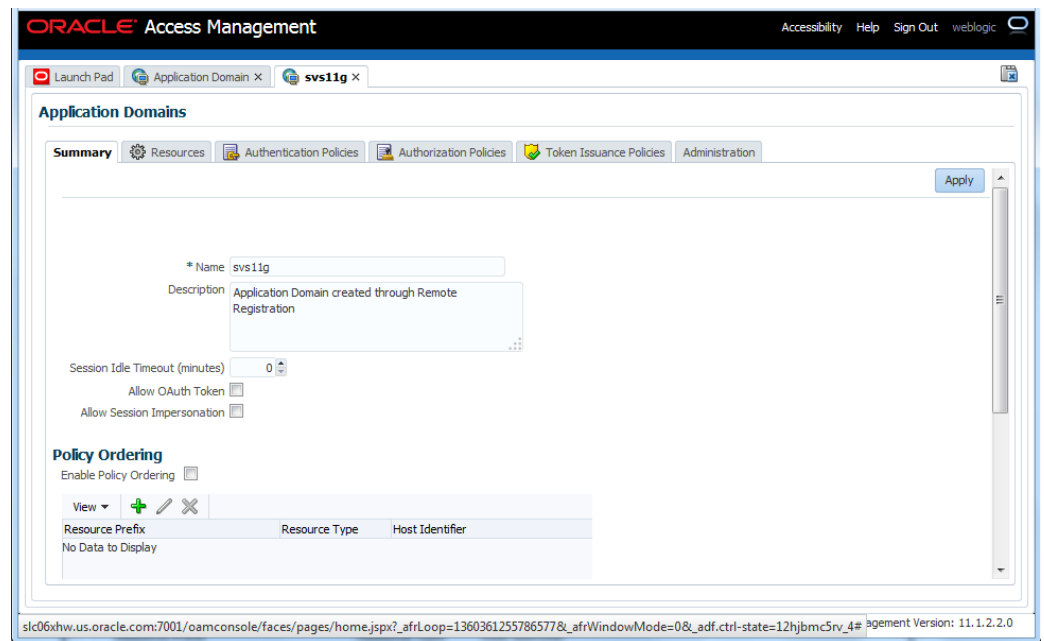 ORACLE Access Management
Accessibility Help Sign Out weblogic
Launch Pad Application Domain svs11g
Application Domains
Summary Resources Authentication Policies Authorization Policies Token Issuance Policies Administration
Apply
* Name svs11g
Description Application Domain created through Remote
Registration
Session Idle Timeout (minutes) 0
Allow OAuth Token
Allow Session Impersonation
Policy Ordering
Enable Policy Ordering
View
Resource Prefix Resource Type Host Identifier
No Data to Display
slc06xhw.us.oracle.com:7001/oamconsole/faces/pages/home.jspx?_afrLoop=1360361255786577&_afrWindowMode=0&_adf.ctrl-state=12hjbmc5rv_4# agement Version: 11.1.2.2.0